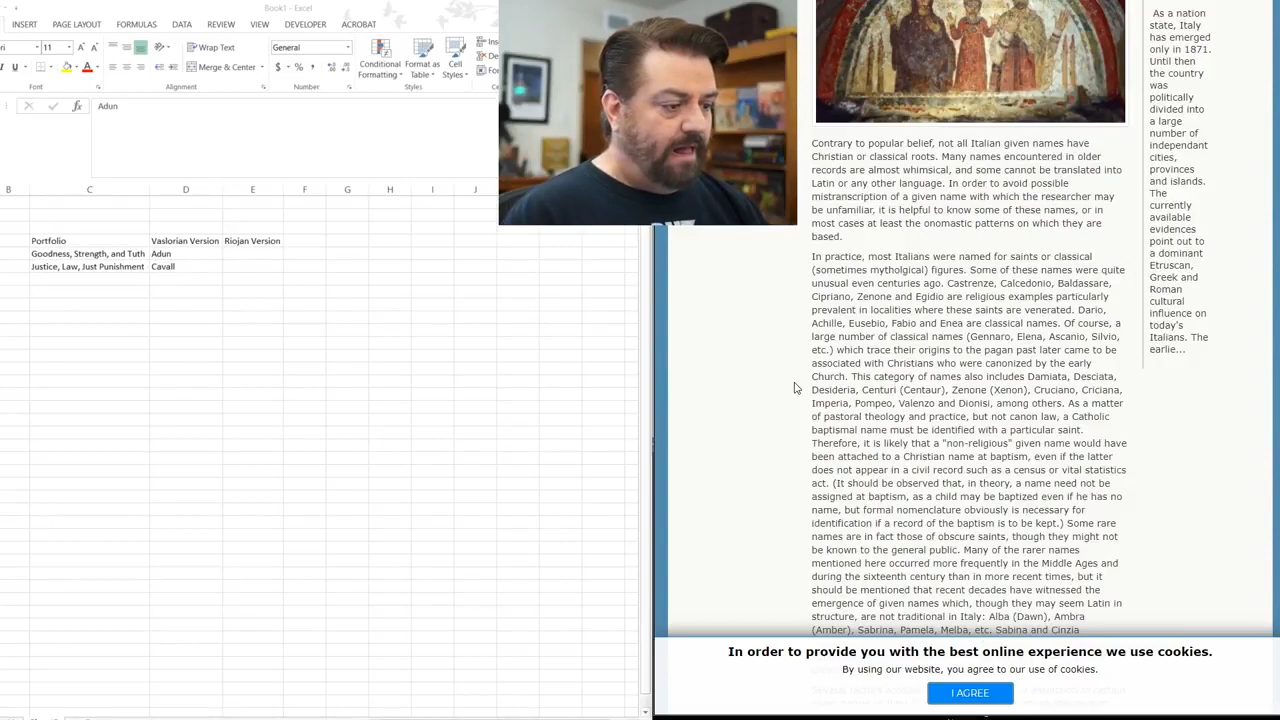 Book1 - Excel
INSERT PAGE LAYOUT FORMULAS DATA REVIEW VIEW DEVELOPER ACROBAT
11 A A Wrap Text General
U A Merge & Center $ % , Conditional Formatting Format as Table Cell Styles
Font Alignment Number Styles
fx Adun
B C D E F G H I J
Portfolio Vaslorian Version Riojan Version
Goodness, Strength, and Tuth Adun
Justice, Law, Just Punishment Cavall
Contrary to popular belief, not all Italian given names have
Christian or classical roots. Many names encountered in older
records are almost whimsical, and some cannot be translated into
Latin or any other language. In order to avoid possible
mistranscription of a given name with which the researcher may
be unfamiliar, it is helpful to know some of these names, or in
most cases at least the onomastic patterns on which they are
based.
In practice, most Italians were named for saints or classical
(sometimes mytholgical) figures. Some of these names were quite
unusual even centuries ago. Castrenze, Calcedonio, Baldassare,
Cipriano, Zenone and Egidio are religious examples particularly
prevalent in localities where these saints are venerated. Dario,
Achille, Eusebio, Fabio and Enea are classical names. Of course, a
large number of classical names (Gennaro, Elena, Ascanio, Silvio,
etc.) which trace their origins to the pagan past later came to be
associated with Christians who were canonized by the early
Church. This category of names also includes Damiata, Desciata,
Desideria, Centuri (Centaur), Zenone (Xenon), Cruciano, Criciana,
Imperia, Pompeo, Valenzo and Dionisi, among others. As a matter
of pastoral theology and practice, but not canon law, a Catholic
baptismal name must be identified with a particular saint.
Therefore, it is likely that a "non-religious" given name would have
been attached to a Christian name at baptism, even if the latter
does not appear in a civil record such as a census or vital statistics
act. (It should be observed that, in theory, a name need not be
assigned at baptism, as a child may be baptized even if he has no
name, but formal nomenclature obviously is necessary for
identification if a record of the baptism is to be kept.) Some rare
names are in fact those of obscure saints, though they might not
be known to the general public. Many of the rarer names
mentioned here occurred more frequently in the Middle Ages and
during the sixteenth century than in more recent times, but it
should be mentioned that recent decades have witnessed the
emergence of given names which, though they may seem Latin in
structure, are not traditional in Italy: Alba (Dawn), Ambra
(Amber), Sabrina, Pamela, Melba, etc. Sabina and Cinzia
As a nation
state, Italy
has emerged
only in 1871.
Until then
the country
was
politically
divided into
a large
number of
independant
cities,
provinces
and islands.
The
currently
available
evidences
point out to
a dominant
Etruscan,
Greek and
Roman
cultural
influence on
today's
Italians. The
earlie...
In order to provide you with the best online experience we use cookies.
By using our website, you agree to our use of cookies.
I AGREE